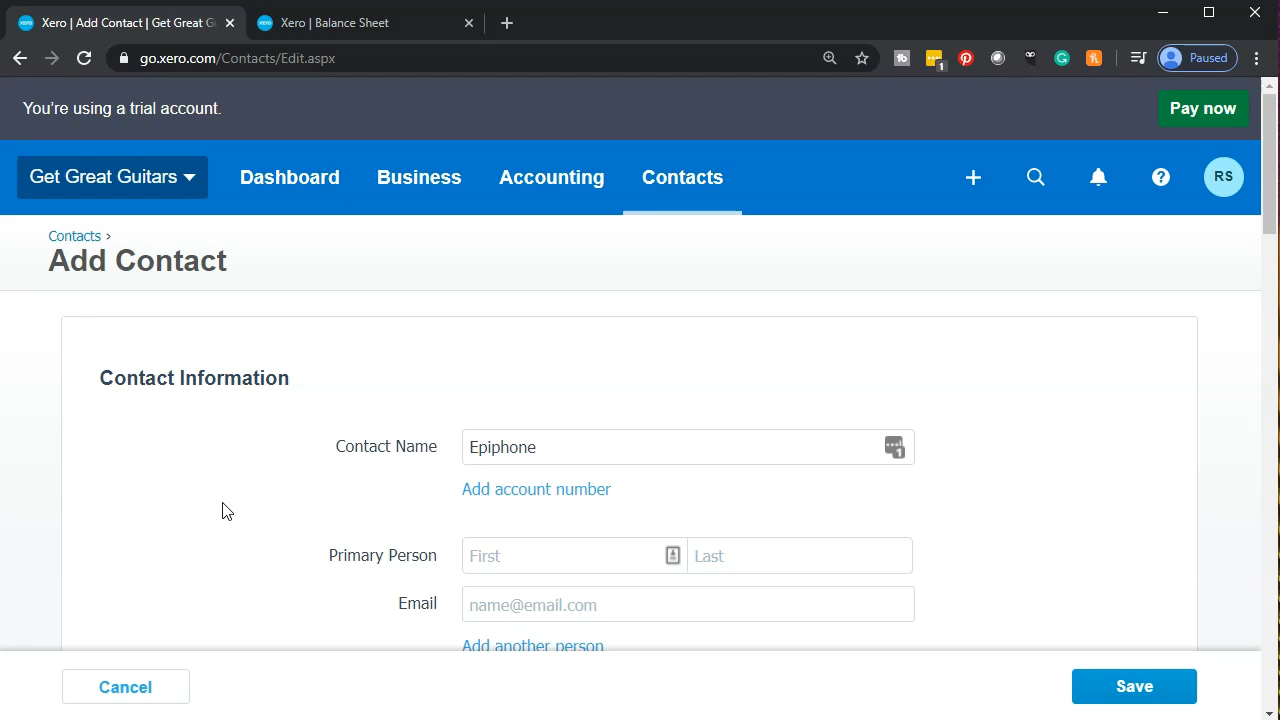 Xero | Add Contact | Get Great G
Xero | Balance Sheet
go.xero.com/Contacts/Edit.aspx
1
Paused
You're using a trial account.
Pay now
Get Great Guitars
Dashboard
Business
Accounting
Contacts
RS
Contacts ›
Add Contact
Contact Information
Contact Name
Epiphone
1
Add account number
Primary Person
First
Last
Email
name@email.com
Add another person
Cancel
Save